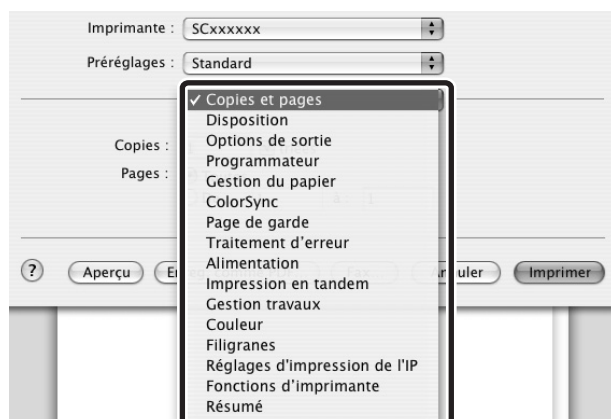 Imprimante : SCxxxxxx
Préréglages : Standard
✓ Copies et pages
Disposition
Copies :
Options de sortie
Programmateur
Pages :
Gestion du papier
ColorSync
Page de garde
Traitement d’erreur
? Aperçu
Alimentation
Imprimer
Impression en tandem
Gestion travaux
Couleur
Filigranes
Réglages d'impression de l'IP
Fonctions d’imprimante
Résumé